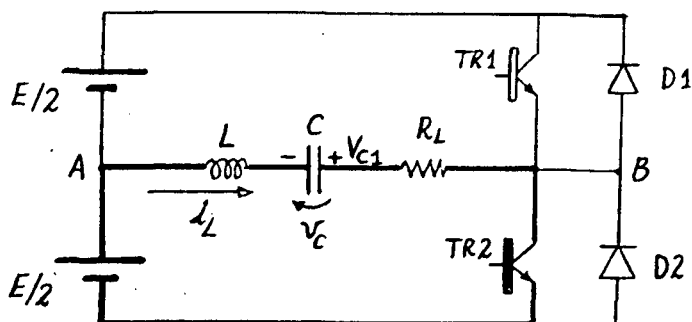 TR1
D1
E/2
L
C
- +
V_C1
R_L
A
B
i_L
v_C
TR2
D2
E/2